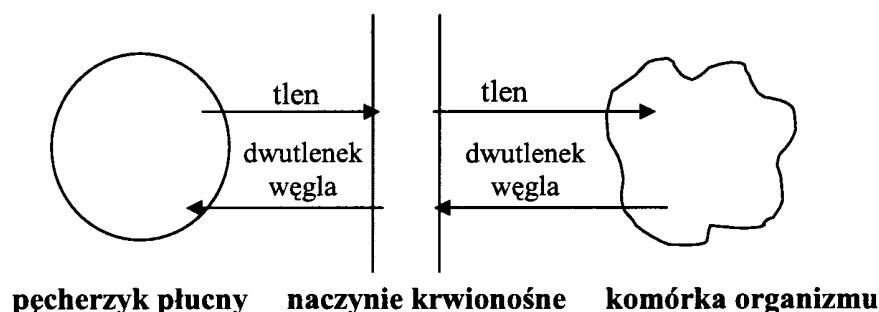 tlen
tlen
dwutlenek
węgla
dwutlenek
węgla
pęcherzyk płucny naczynie krwionośne komórka organizmu